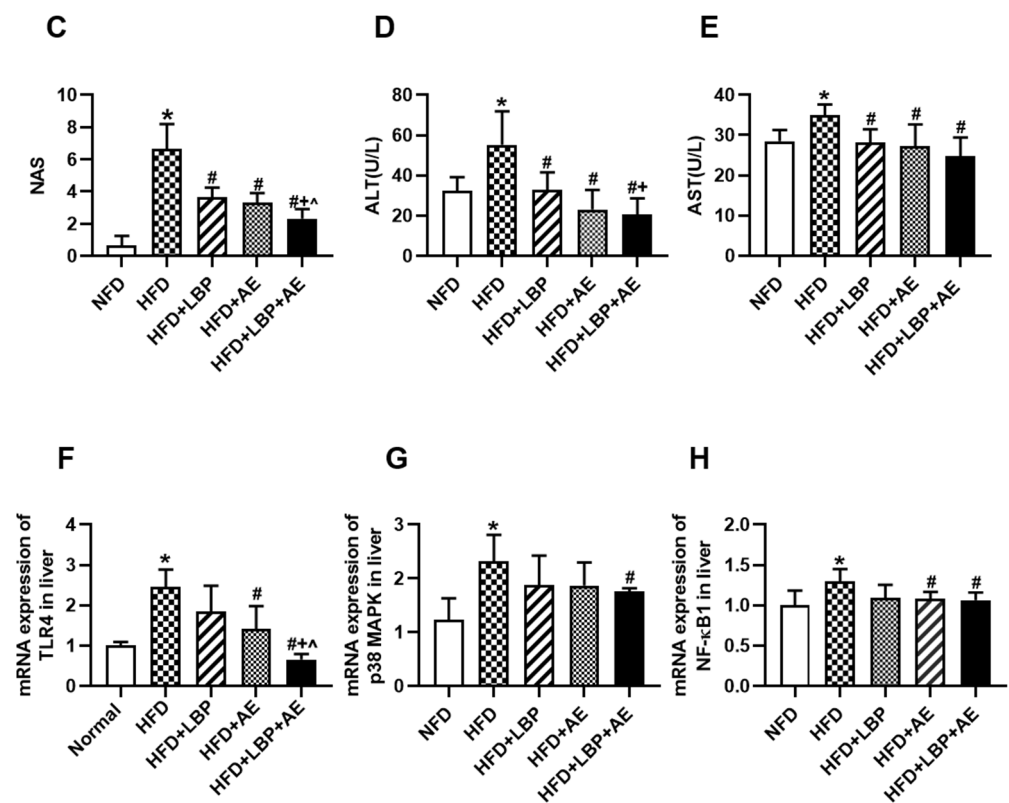 C
NAS
10
8
6
4
2
0
*
#
#
#+^
NFD
HFD
HFD+LBP
HFD+AE
HFD+LBP+AE
D
ALT(U/L)
80
60
40
20
0
*
#
#
#+
NFD
HFD
HFD+LBP
HFD+AE
HFD+LBP+AE
E
AST(U/L)
40
30
20
10
0
*
#
#
#
NFD
HFD
HFD+LBP
HFD+AE
HFD+LBP+AE
F
mRNA expression of
TLR4 in liver
4
3
2
1
0
*
#
#+^
Normal
HFD
HFD+LBP
HFD+AE
HFD+LBP+AE
G
mRNA expression of
p38 MAPK in liver
3
2
1
0
*
#
NFD
HFD
HFD+LBP
HFD+AE
HFD+LBP+AE
H
mRNA expression of
NF-κB1 in liver
2.0
1.5
1.0
0.5
0.0
*
#
#
NFD
HFD
HFD+LBP
HFD+AE
HFD+LBP+AE